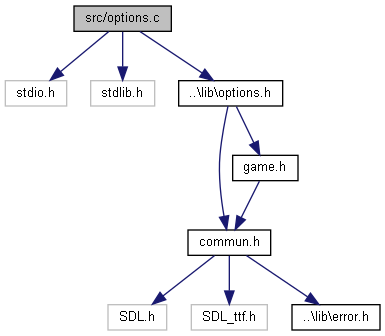 src/options.c
stdio.h
stdlib.h
..\lib\options.h
game.h
commun.h
SDL.h
SDL_ttf.h
..\lib\error.h